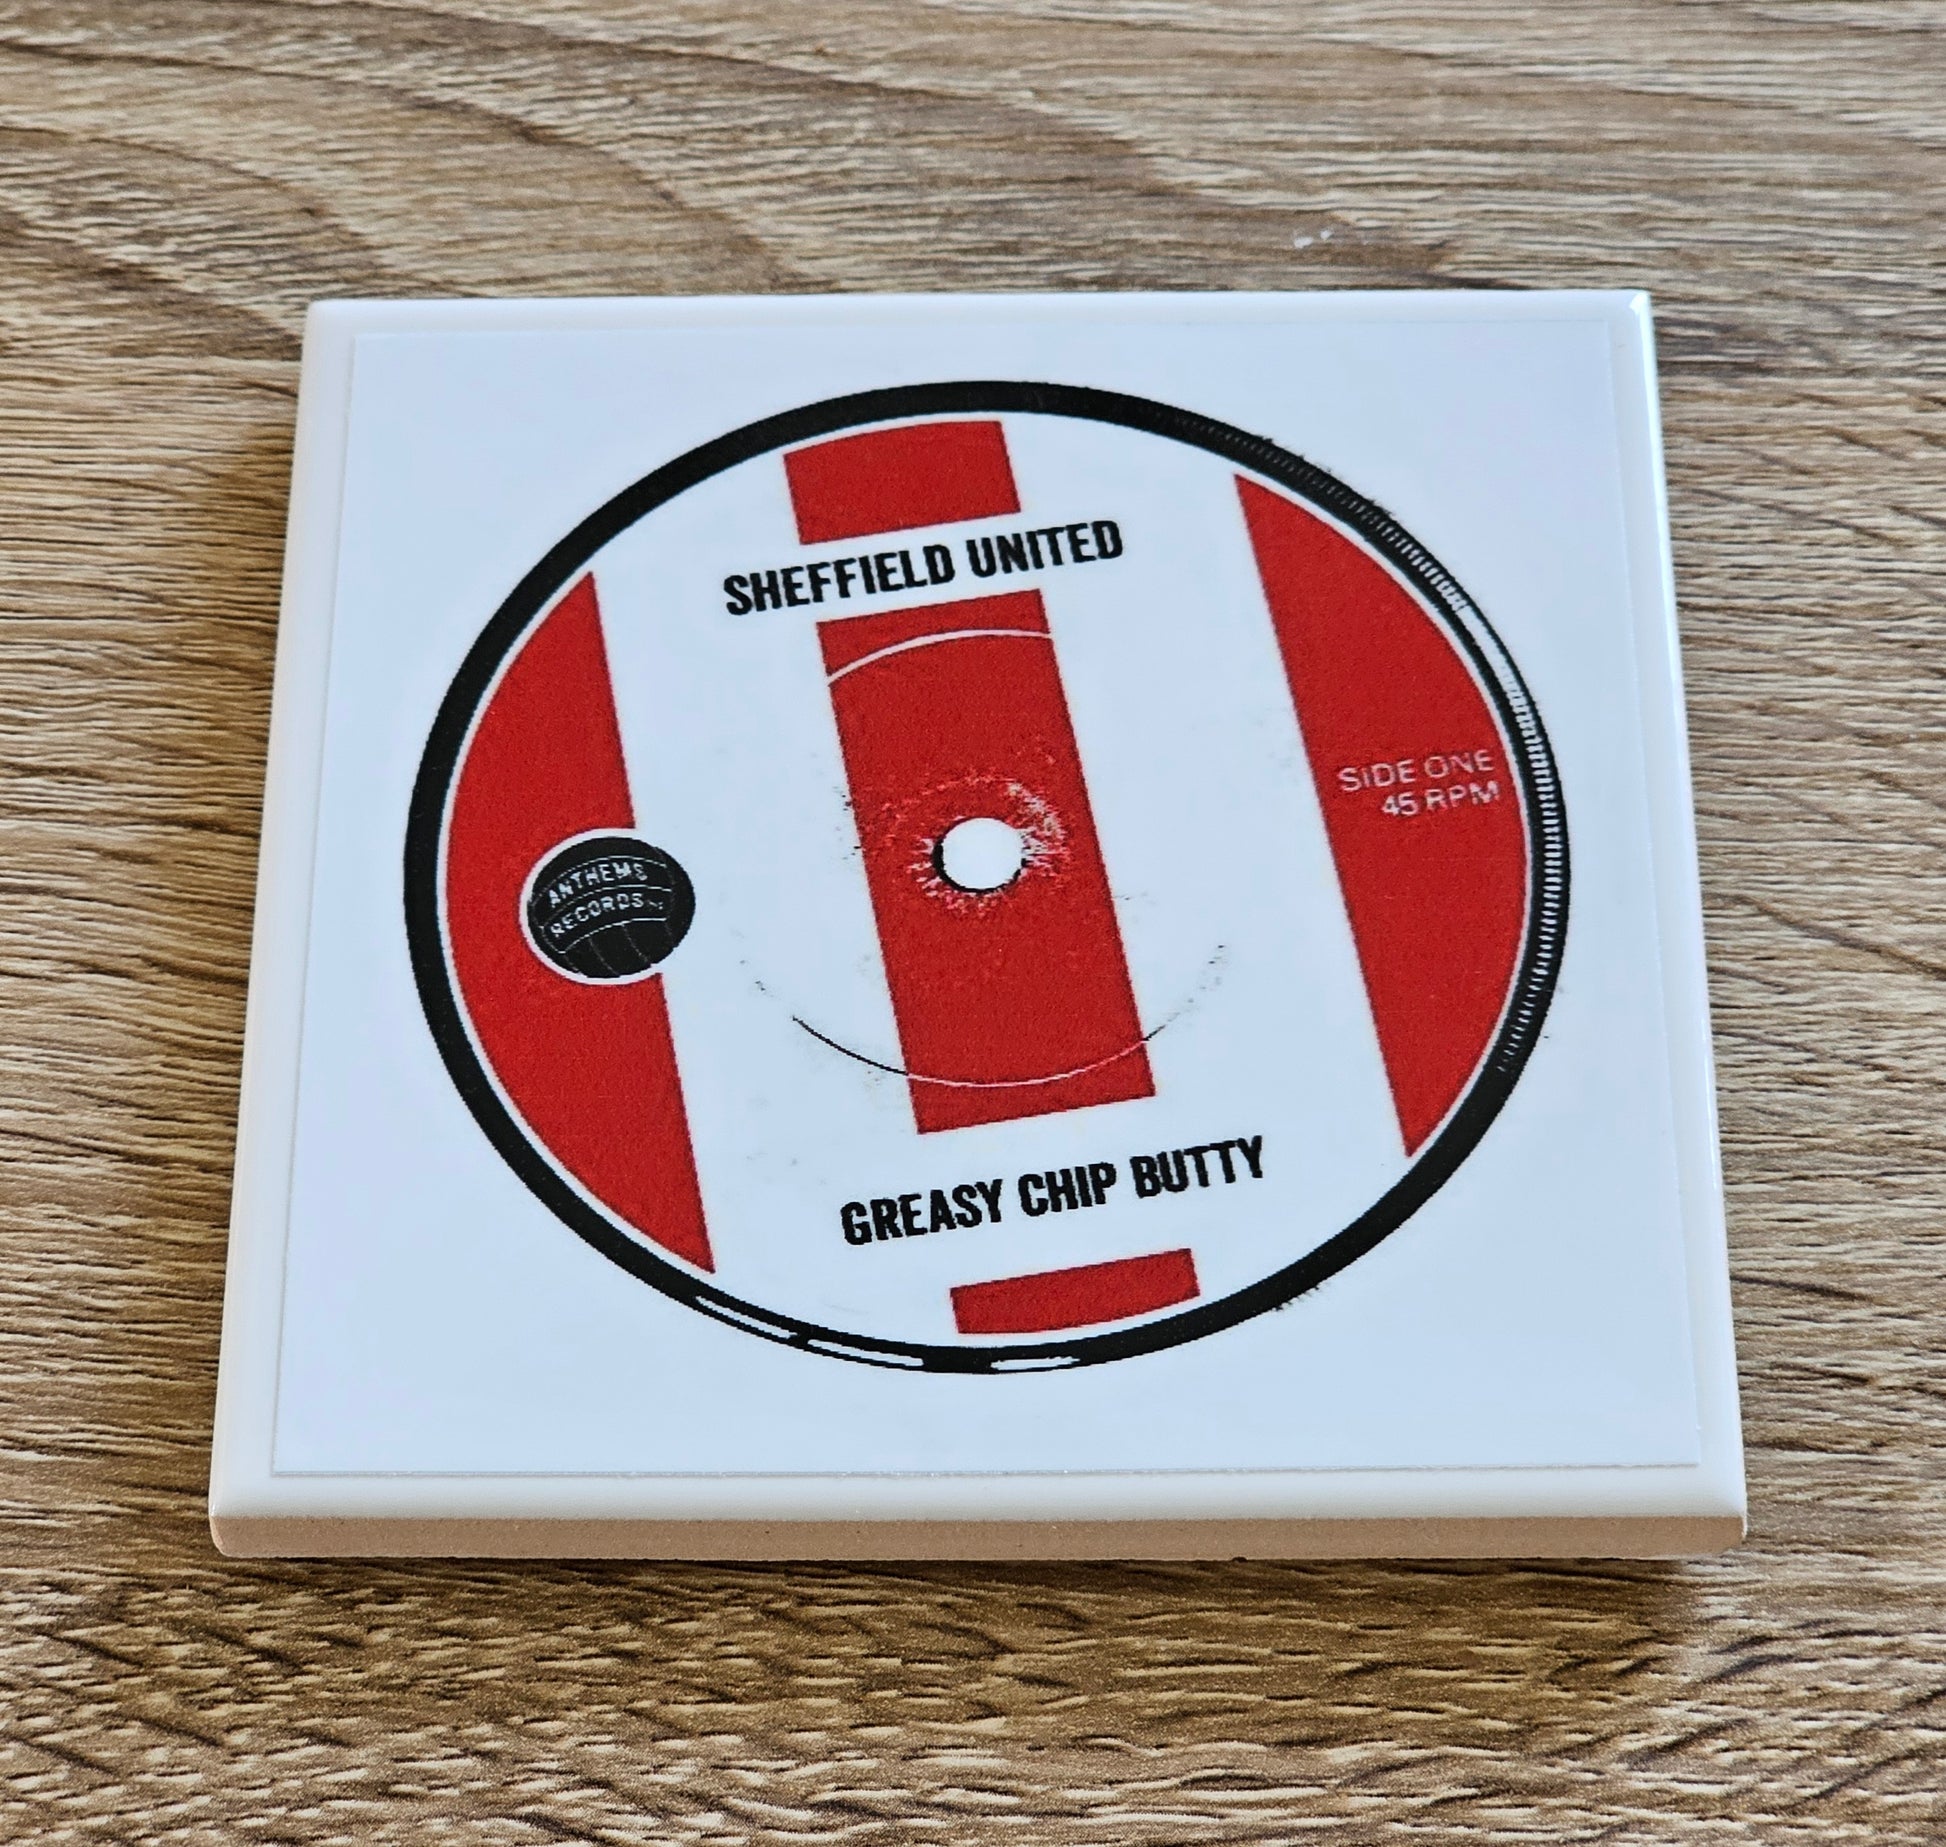 SHEFFIELD UNITED
SIDE ONE
45 RPM
ANTHEMS
RECORDS
GREASY CHIP BUTTY